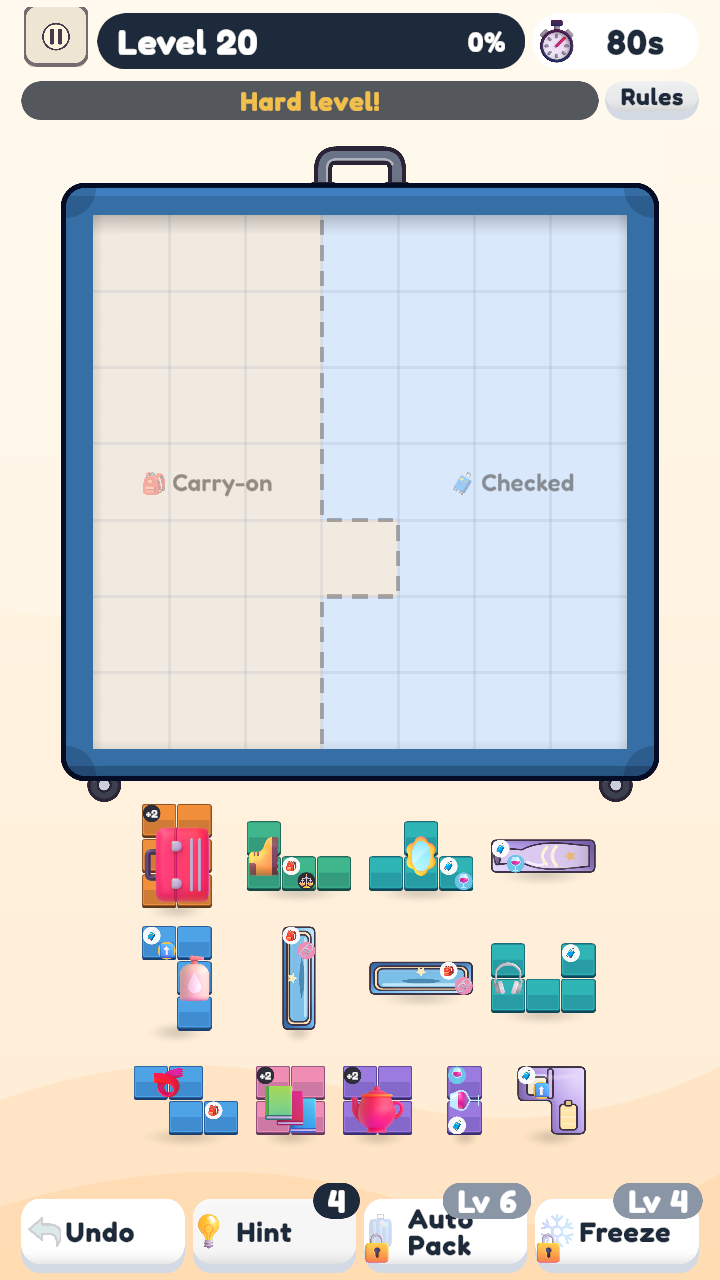 Level 20
0%
80s
Hard level!
Rules
Carry-on
Checked
+2
+2
+2
4
Lv 6
Lv 4
Undo
Hint
Auto
Pack
Freeze